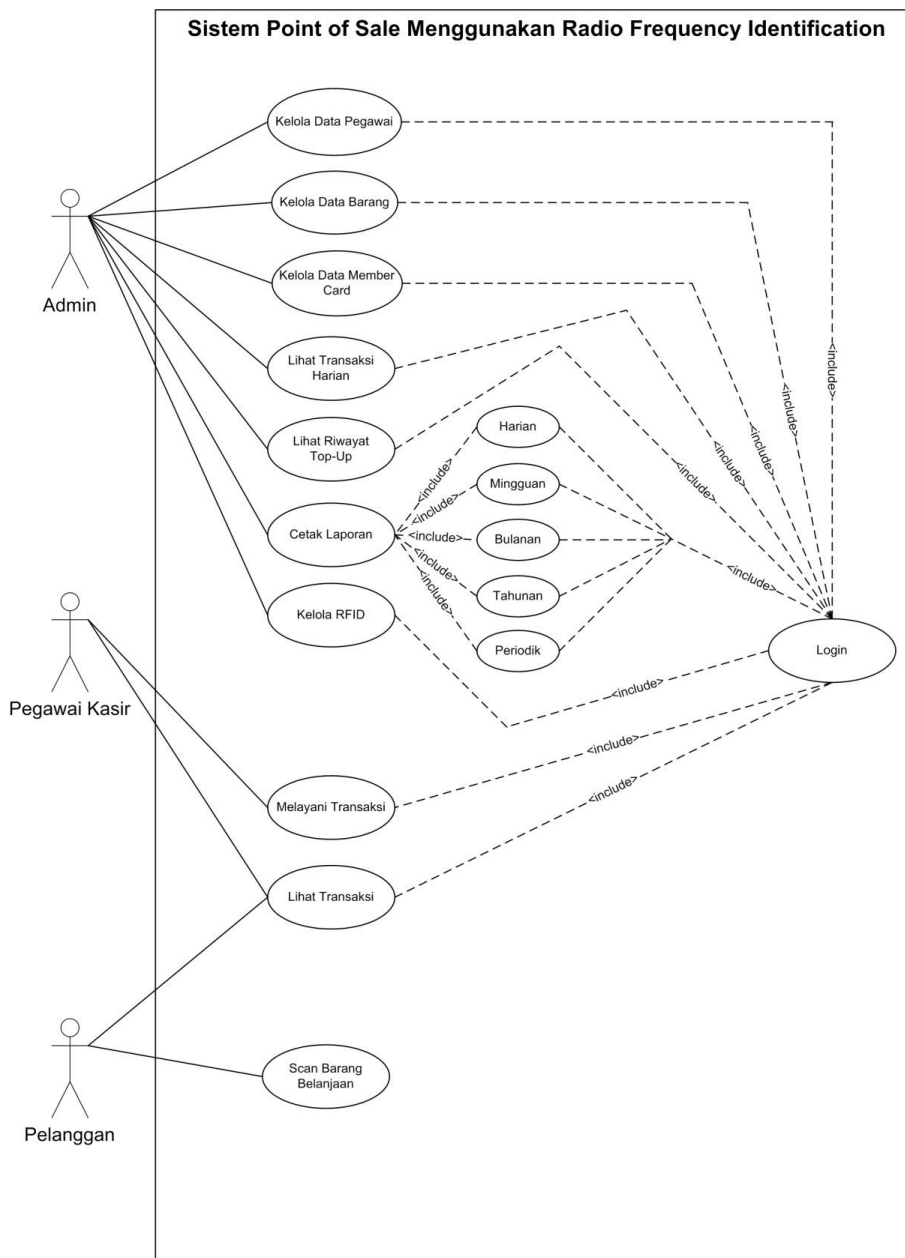 Sistem Point of Sale Menggunakan Radio Frequency Identification
Kelola Data Pegawai
Kelola Data Barang
Admin
Kelola Data Member
Card
Lihat Transaksi
Harian
Lihat Riwayat
Top-Up
Cetak Laporan
Kelola RFID
Harian
Mingguan
Bulanan
Tahunan
Periodik
<include>
<include>
<include>
<include>
<include>
<include>
<include>
<include>
<include>
<include>
<include>
Login
<include>
<include>
<include>
Pegawai Kasir
Melayani Transaksi
Lihat Transaksi
Pelanggan
Scan Barang
Belanjaan